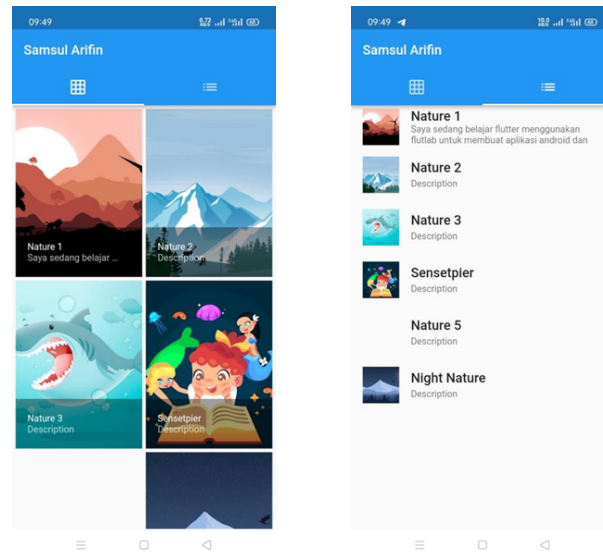 09:49
Samsul Arifin
Nature 1
Saya sedang belajar ...
Nature 2
Description
Nature 3
Description
Sensetpier
Description
09:49
Samsul Arifin
Nature 1
Saya sedang belajar flutter menggunakan
flutlab untuk membuat aplikasi android dan
Nature 2
Description
Nature 3
Description
Sensetpier
Description
Nature 5
Description
Night Nature
Description